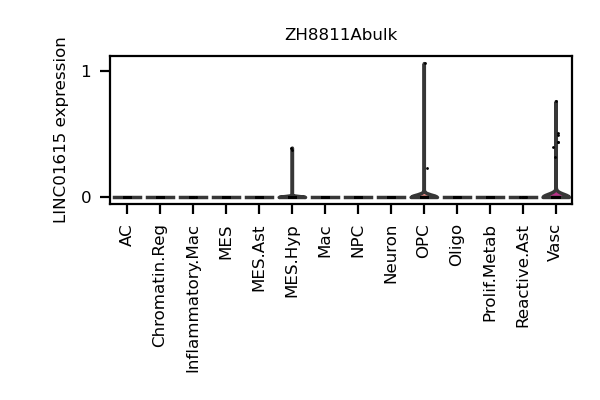 ZH8811Abulk
LINC01615 expression
1
0
AC
Chromatin.Reg
Inflammatory.Mac
MES
MES.Ast
MES.Hyp
Mac
NPC
Neuron
OPC
Oligo
Prolif.Metab
Reactive.Ast
Vasc